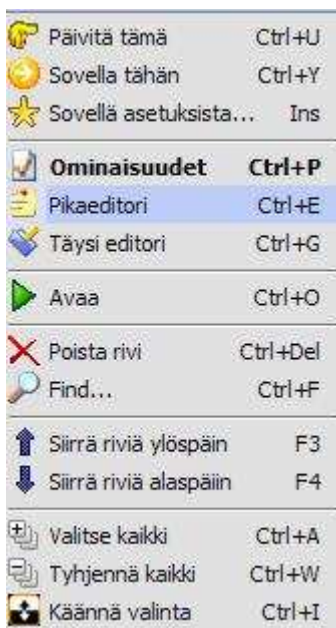 Päivitä tämä Ctrl+U
Sovella tähän Ctrl+Y
Sovellä asetuksista... Ins
Ominaisuudet Ctrl+P
Pikaeditori Ctrl+E
Täysi editori Ctrl+G
Avaa Ctrl+O
Poista rivi Ctrl+Del
Find... Ctrl+F
Siirrä riviä ylöspäin F3
Siirrä riviä alaspäiin F4
Valitse kaikki Ctrl+A
Tyhjennä kaikki Ctrl+W
Käännä valinta Ctrl+I